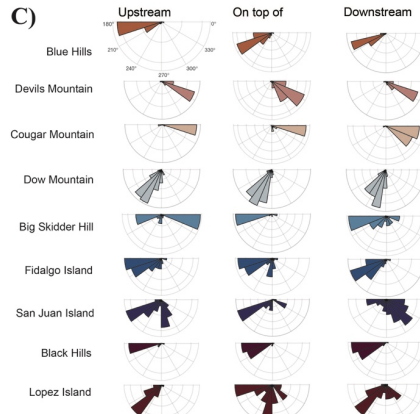 C)
Upstream On top of Downstream
180° 0°
210° 330°
240° 300°
270°
Blue Hills
Devils Mountain
Cougar Mountain
Dow Mountain
Big Skidder Hill
Fidalgo Island
San Juan Island
Black Hills
Lopez Island